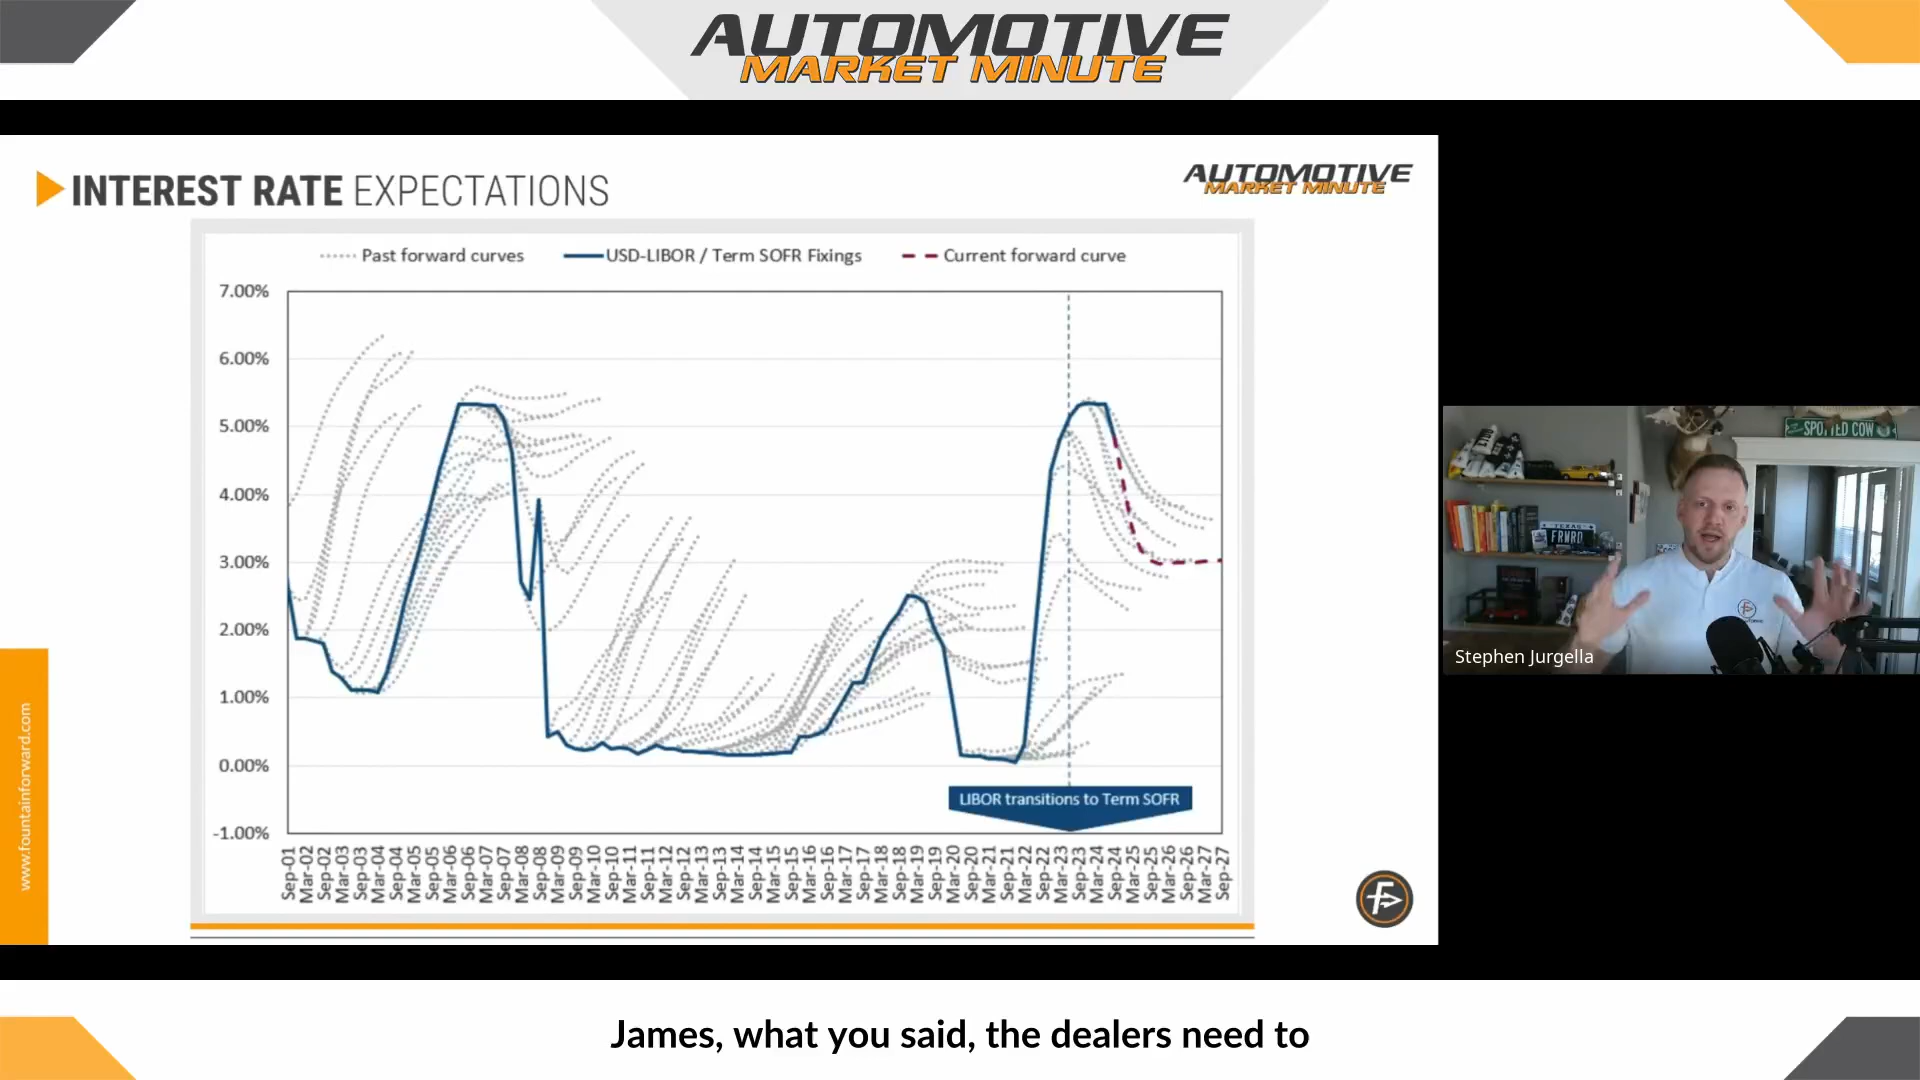 AUTOMOTIVE
MARKET MINUTE
INTEREST RATE EXPECTATIONS
AUTOMOTIVE
MARKET MINUTE
Past forward curves
USD-LIBOR / Term SOFR Fixings
Current forward curve
7.00%
6.00%
5.00%
4.00%
3.00%
2.00%
1.00%
0.00%
-1.00%
LIBOR transitions to Term SOFR
Sep-01
Mar-02
Sep-02
Mar-03
Sep-03
Mar-04
Sep-04
Mar-05
Sep-05
Mar-06
Sep-06
Mar-07
Sep-07
Mar-08
Sep-08
Mar-09
Sep-09
Mar-10
Sep-10
Mar-11
Sep-11
Mar-12
Sep-12
Mar-13
Sep-13
Mar-14
Sep-14
Mar-15
Sep-15
Mar-16
Sep-16
Mar-17
Sep-17
Mar-18
Sep-18
Mar-19
Sep-19
Mar-20
Sep-20
Mar-21
Sep-21
Mar-22
Sep-22
Mar-23
Sep-23
Mar-24
Sep-24
Mar-25
Sep-25
Mar-26
Sep-26
Mar-27
Sep-27
www.fountainforward.com
SPOTTED COW
TEXAS
FRWRD
Stephen Jurgella
James, what you said, the dealers need to